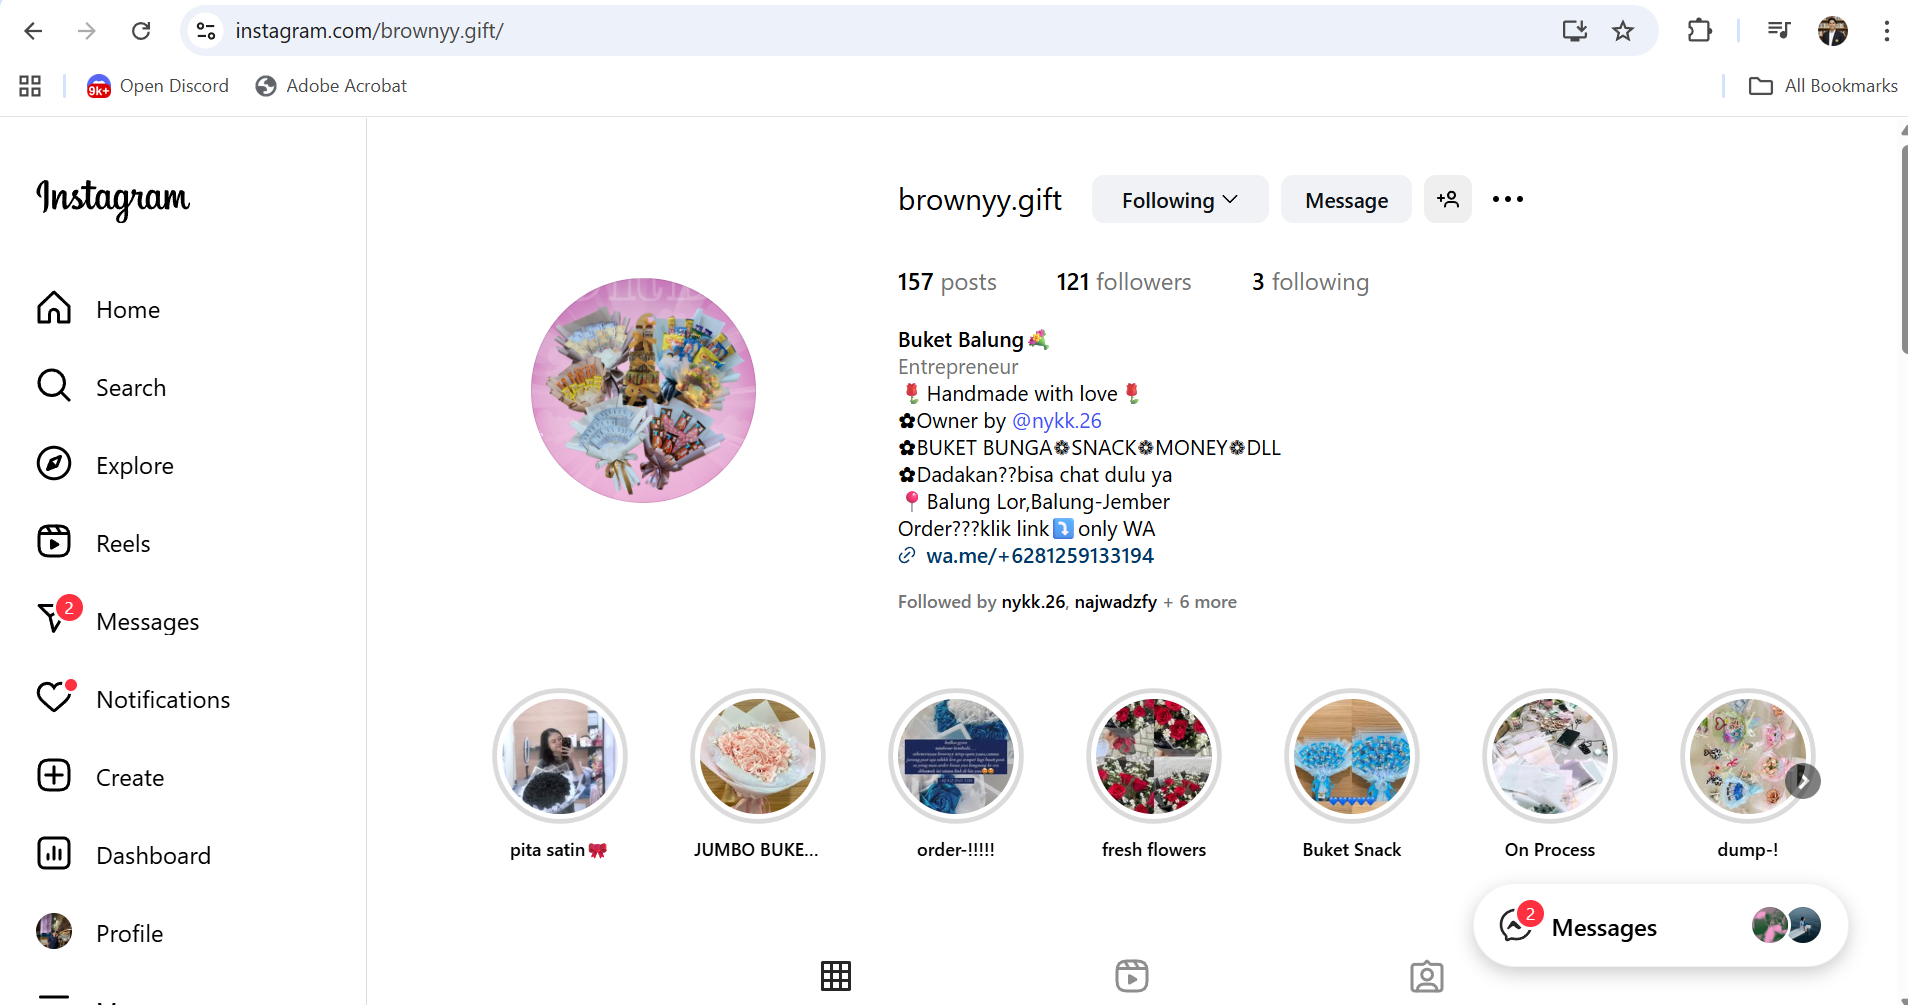 instagram.com/brownyy.gift/
9k+
Open Discord
Adobe Acrobat
All Bookmarks
Instagram
Home
Search
Explore
Reels
2
Messages
Notifications
Create
Dashboard
Profile
brownyy.gift
Following
Message
157 posts
121 followers
3 following
Buket Balung💐
Entrepreneur
🌹Handmade with love🌹
✿Owner by @nykk.26
✿BUKET BUNGA❁SNACK❁MONEY❁DLL
✿Dadakan??bisa chat dulu ya
📍Balung Lor,Balung-Jember
Order???klik link⤵️only WA
wa.me/+6281259133194
Followed by nykk.26, najwadzfy + 6 more
pita satin🎀
JUMBO BUKE...
order-!!!!!
fresh flowers
Buket Snack
On Process
dump-!
2
Messages